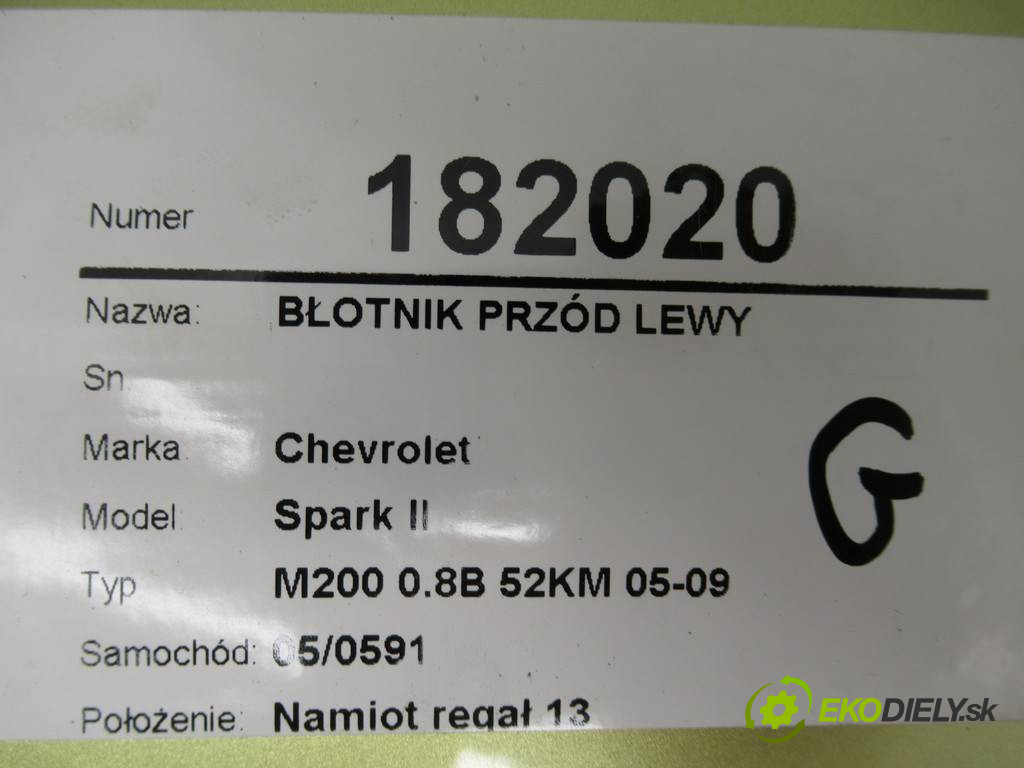 Numer 182020
Nazwa: BŁOTNIK PRZÓD LEWY
Sn
Marka Chevrolet
G
Model Spark II
Typ M200 0.8B 52KM 05-09
Samochód: 05/0591
Położenie: Namiot regał 13
EKODIELY.sk